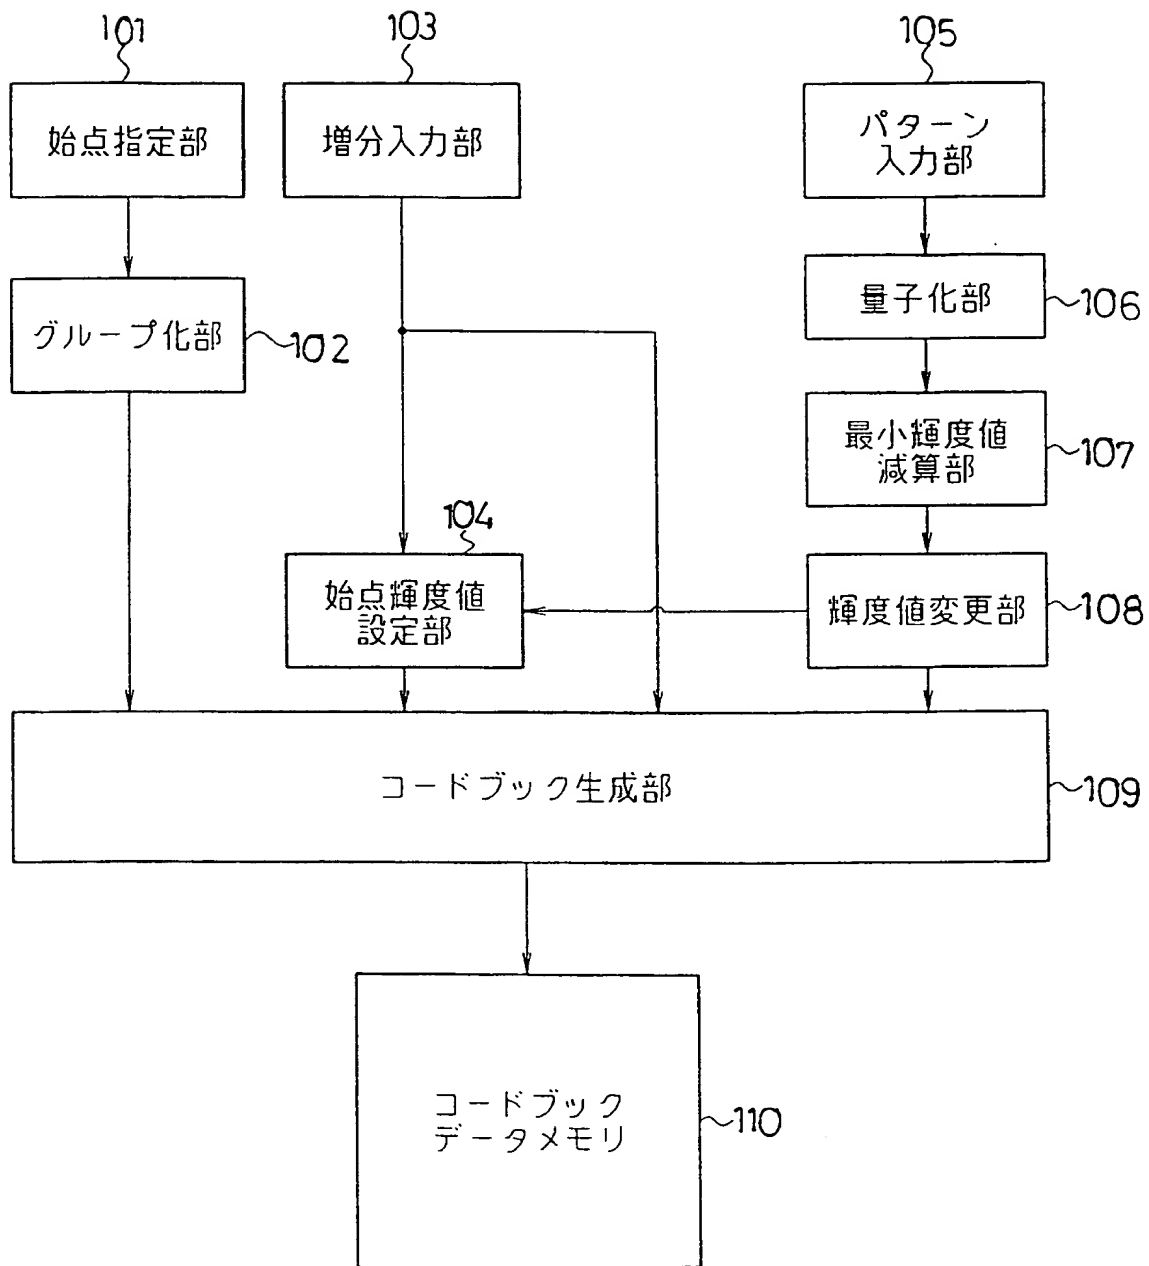 101
103
105
始点指定部
増分入力部
パターン
入力部
グループ化部
102
量子化部
106
最小輝度値
減算部
107
104
始点輝度値
設定部
輝度値変更部
108
コードブック生成部
109
コードブック
データメモリ
110